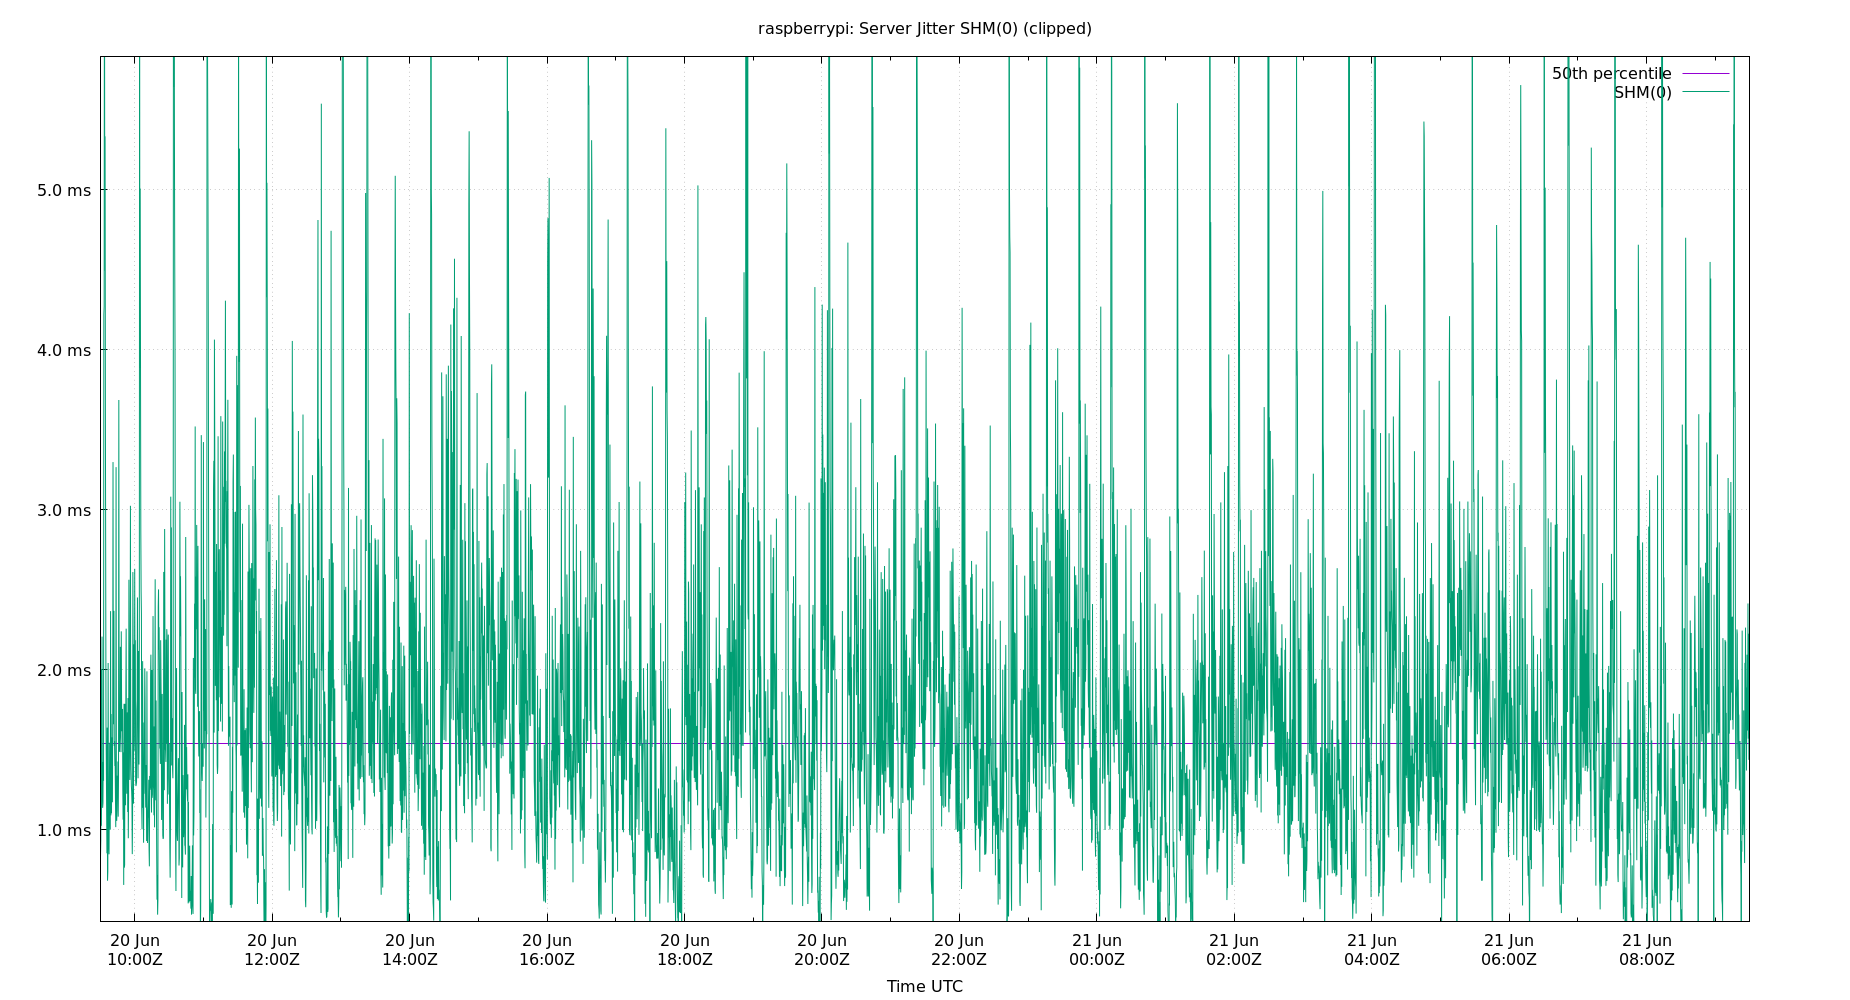 raspberrypi: Server Jitter SHM(0) (clipped)
50th percentile
SHM(0)
5.0 ms
4.0 ms
3.0 ms
2.0 ms
1.0 ms
20 Jun 20 Jun 20 Jun 20 Jun 20 Jun 20 Jun 20 Jun 21 Jun 21 Jun 21 Jun 21 Jun 21 Jun
10:00Z 12:00Z 14:00Z 16:00Z 18:00Z 20:00Z 22:00Z 00:00Z 02:00Z 04:00Z 06:00Z 08:00Z
Time UTC